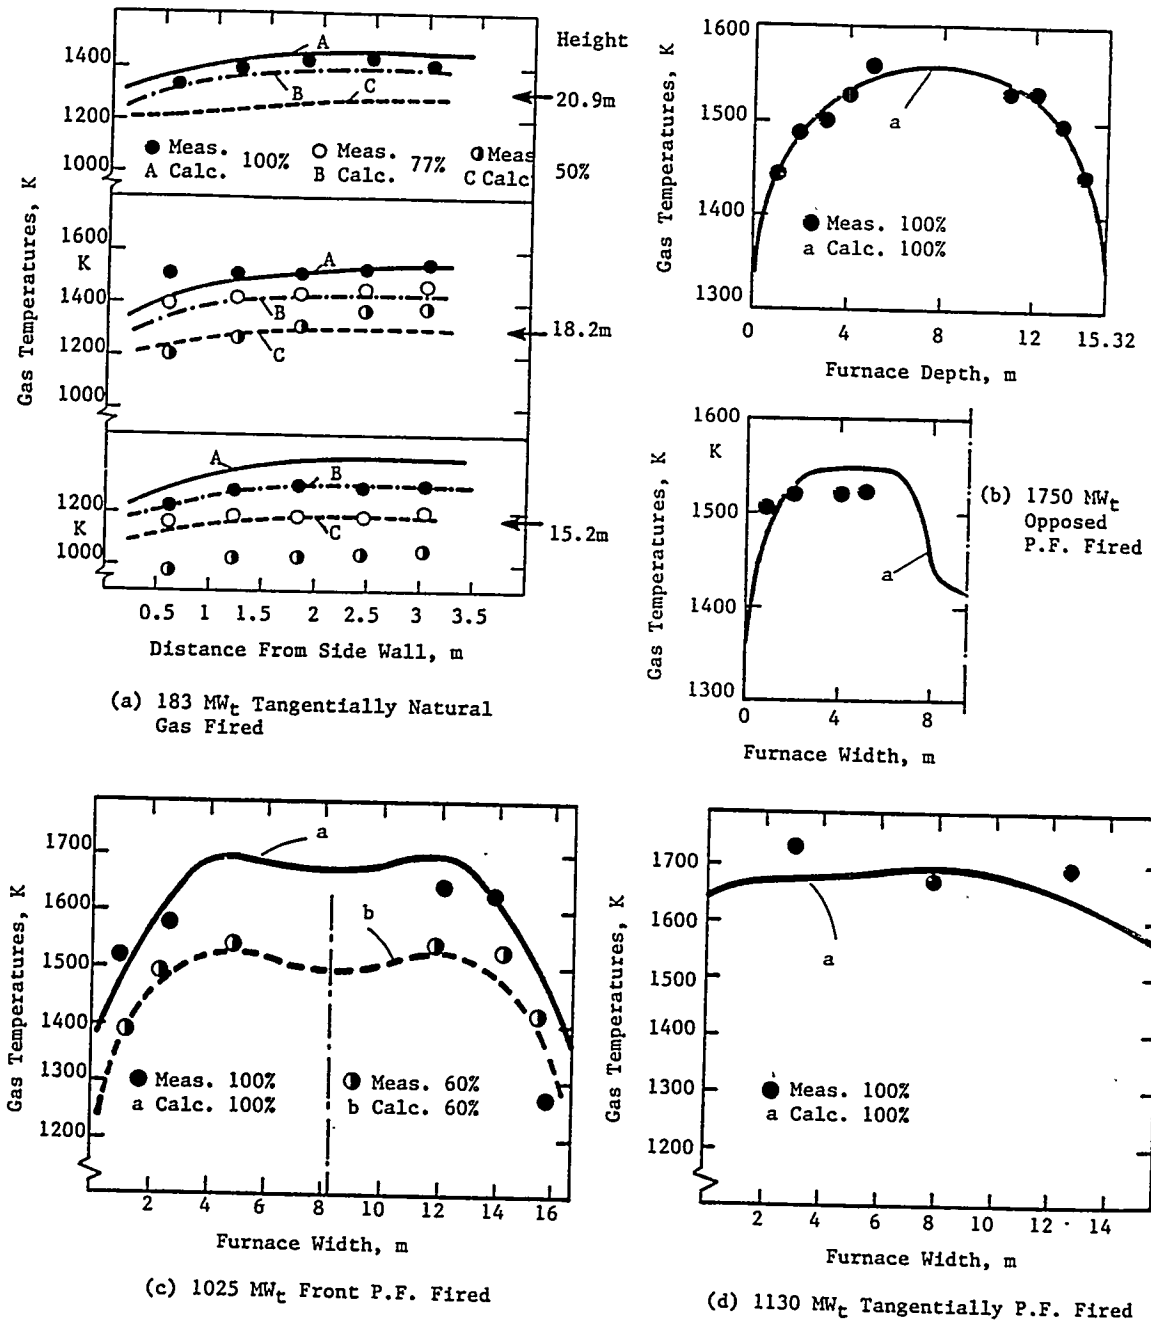 Height
1400
1200
1000
A
B
C
20.9m
● Meas. 100%
A Calc.
○ Meas. 77%
B Calc.
◑ Meas 50%
C Calc
Gas Temperatures, K
1600
K
1400
1200
1000
A
B
C
18.2m
1200
K
1000
A
B
C
15.2m
0.5 1 1.5 2 2.5 3 3.5
Distance From Side Wall, m
(a) 183 MWt Tangentially Natural
Gas Fired
Gas Temperatures, K
1600
1500
1400
1300
a
● Meas. 100%
a Calc. 100%
0 4 8 12 15.32
Furnace Depth, m
Gas Temperatures, K
1600
K
1500
1400
1300
a
0 4 8
Furnace Width, m
(b) 1750 MWt
Opposed
P.F. Fired
Gas Temperatures, K
1700
1600
1500
1400
1300
1200
a
b
● Meas. 100%
a Calc. 100%
◑ Meas. 60%
b Calc. 60%
2 4 6 8 10 12 14 16
Furnace Width, m
(c) 1025 MWt Front P.F. Fired
Gas Temperatures, K
1700
1600
1500
1400
1300
1200
a
● Meas. 100%
a Calc. 100%
2 4 6 8 10 12 14
Furnace Width, m
(d) 1130 MWt Tangentially P.F. Fired